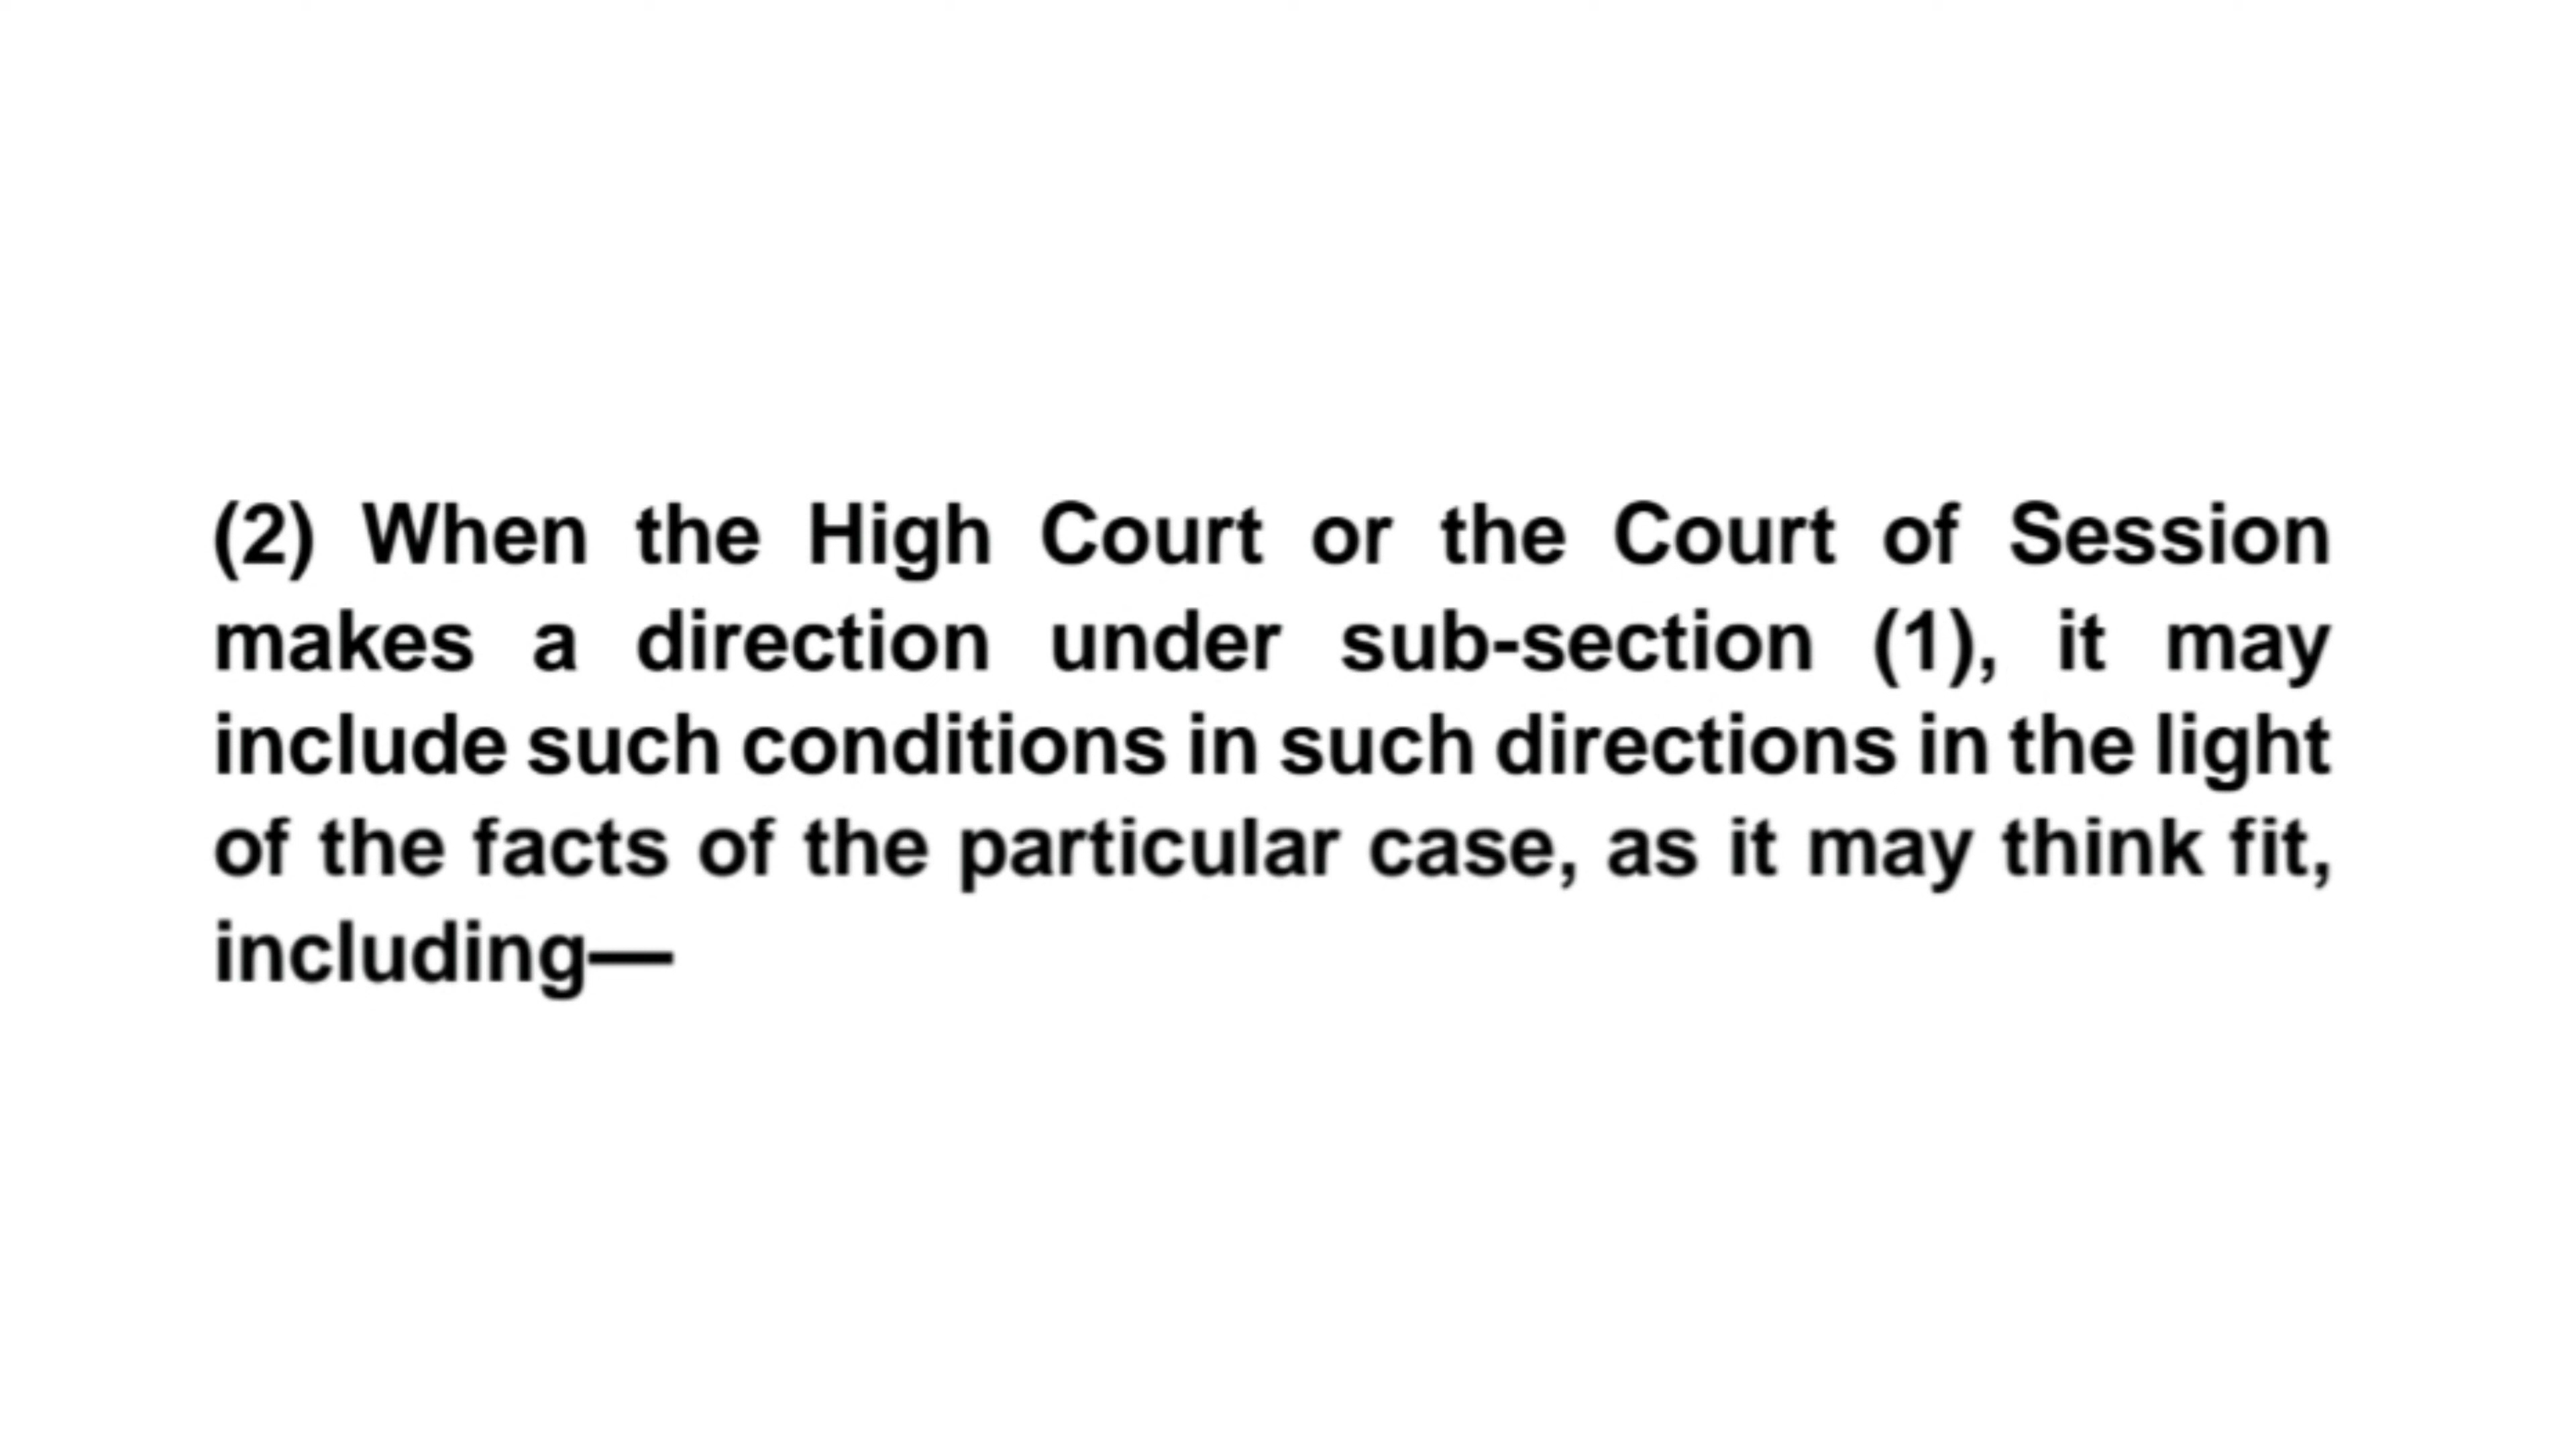 (2) When the High Court or the Court of Session
makes a direction under sub-section (1), it may
include such conditions in such directions in the light
of the facts of the particular case, as it may think fit,
including—